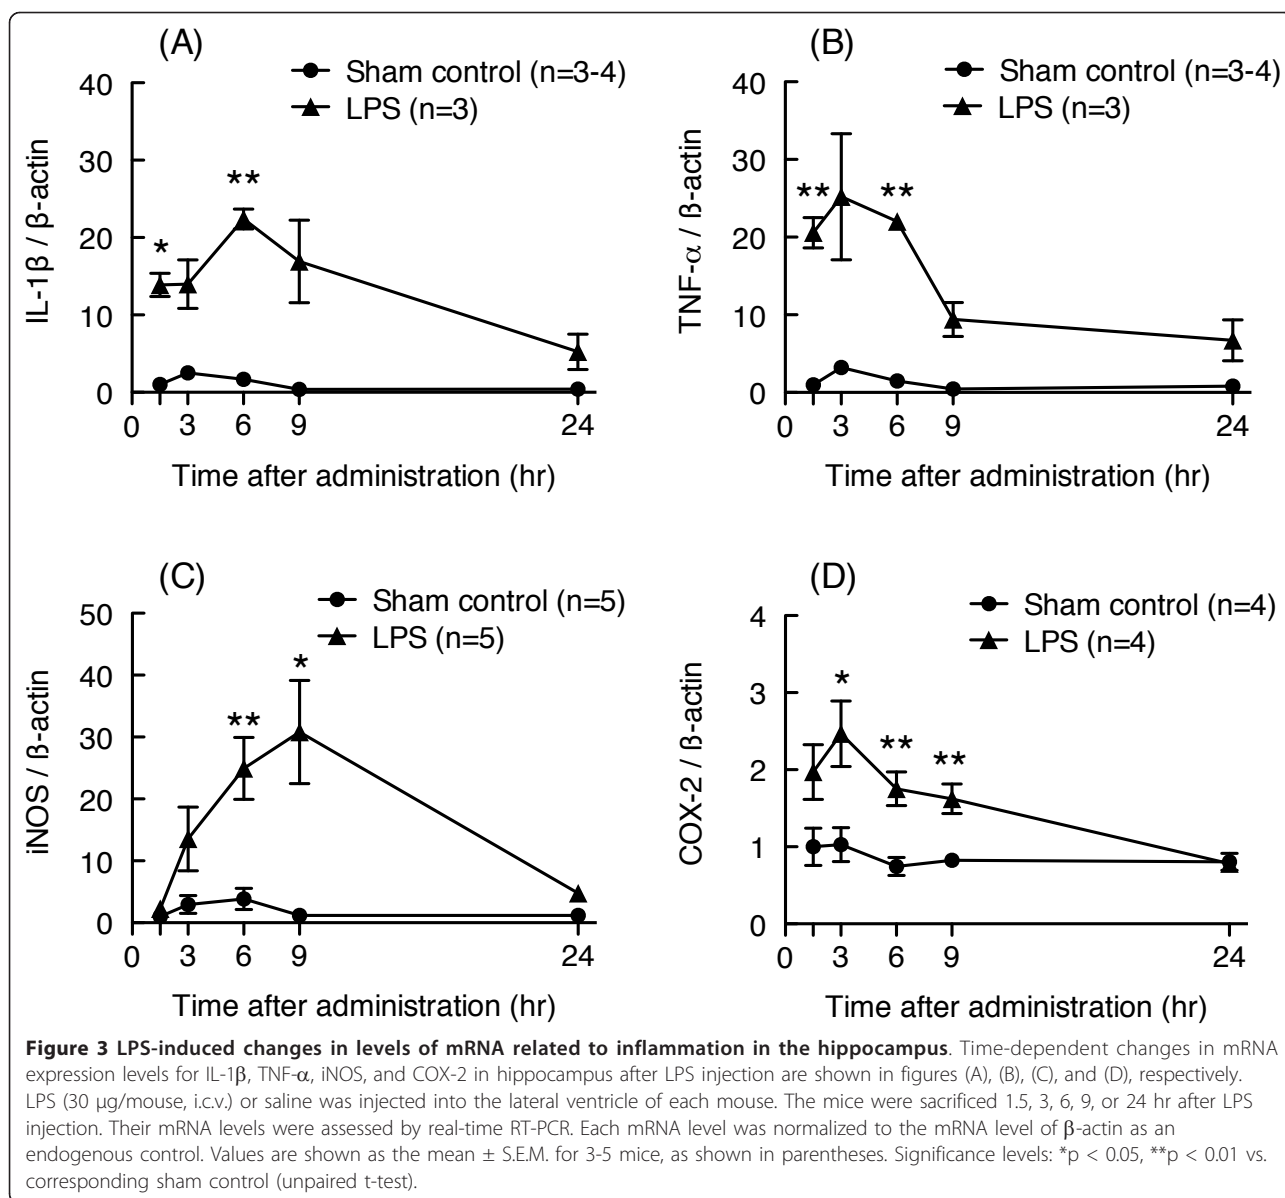 (A)
Sham control (n=3-4)
LPS (n=3)
IL-1β / β-actin
40
30
20
10
0
*
**
0 3 6 9 24
Time after administration (hr)
(B)
Sham control (n=3-4)
LPS (n=3)
TNF-α / ß-actin
40
30
20
10
0
** **
0 3 6 9 24
Time after administration (hr)
(C)
Sham control (n=5)
LPS (n=5)
iNOS / ß-actin
50
40
30
20
10
0
*
**
0 3 6 9 24
Time after administration (hr)
(D)
Sham control (n=4)
LPS (n=4)
COX-2 / ß-actin
4
3
2
1
0
*
** **
0 3 6 9 24
Time after administration (hr)
Figure 3 LPS-induced changes in levels of mRNA related to inflammation in the hippocampus. Time-dependent changes in mRNA
expression levels for IL-1β, TNF-α, iNOS, and COX-2 in hippocampus after LPS injection are shown in figures (A), (B), (C), and (D), respectively.
LPS (30 μg/mouse, i.c.v.) or saline was injected into the lateral ventricle of each mouse. The mice were sacrificed 1.5, 3, 6, 9, or 24 hr after LPS
injection. Their mRNA levels were assessed by real-time RT-PCR. Each mRNA level was normalized to the mRNA level of β-actin as an
endogenous control. Values are shown as the mean ± S.E.M. for 3-5 mice, as shown in parentheses. Significance levels: *p < 0.05, **p < 0.01 vs.
corresponding sham control (unpaired t-test).